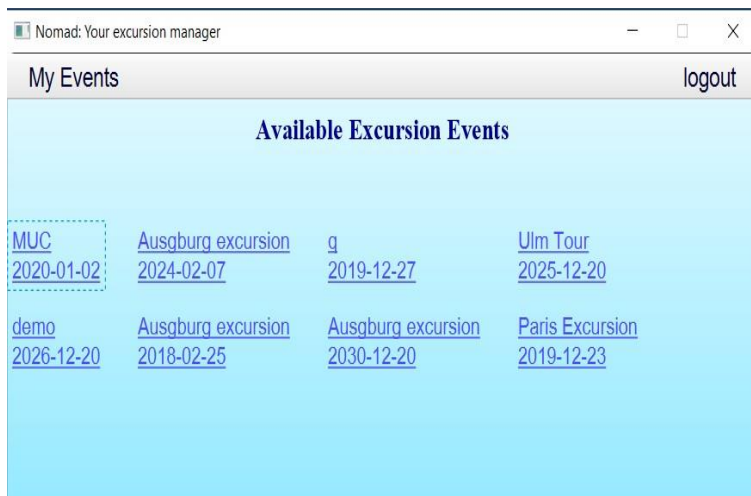 Nomad: Your excursion manager
My Events logout
Available Excursion Events
MUC Ausgburg excursion q Ulm Tour
2020-01-02 2024-02-07 2019-12-27 2025-12-20
demo Ausgburg excursion Ausgburg excursion Paris Excursion
2026-12-20 2018-02-25 2030-12-20 2019-12-23